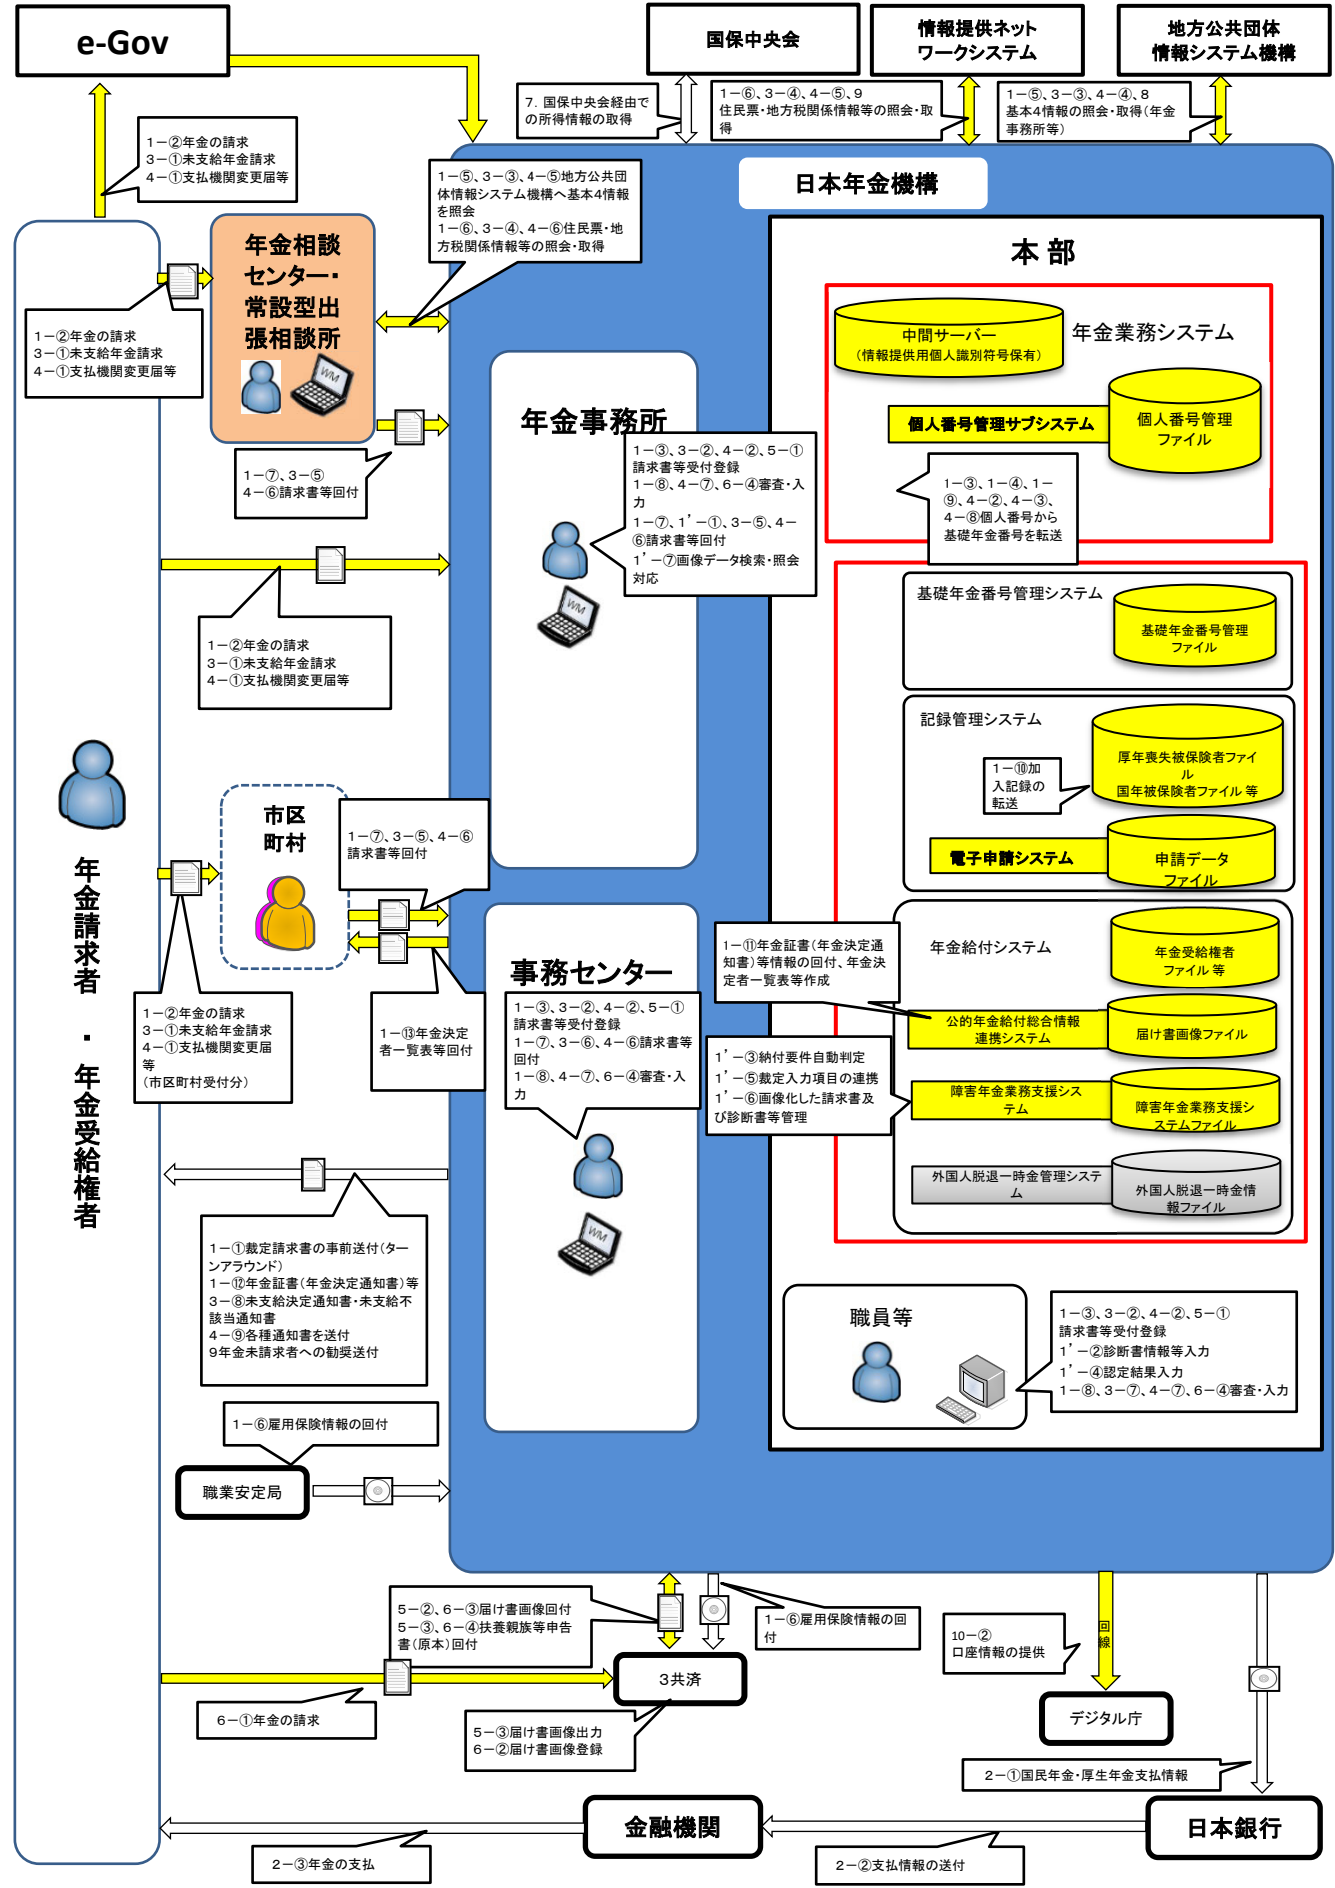 e-Gov
国保中央会
情報提供ネット
ワークシステム
地方公共団体
情報システム機構
7．国保中央会経由で
の所得情報の取得
1－⑥、3－④、4－⑤、9
住民票・地方税関係情報等の照会・取
得
1－⑤、3－③、4－④、8
基本4情報の照会・取得（年金
事務所等）
1－②年金の請求
3－①未支給年金請求
4－①支払機関変更届等
1－⑤、3－③、4－⑤地方公共団
体情報システム機構へ基本4情報
を照会
1－⑥、3－④、4－⑥住民票・地
方税関係情報等の照会・取得
日本年金機構
本 部
年金相談
センター・
常設型出
張相談所
WM
1－②年金の請求
3－①未支給年金請求
4－①支払機関変更届等
中間サーバー
（情報提供用個人識別符号保有）
年金業務システム
個人番号管理サブシステム
個人番号管理
ファイル
年金事務所
1－③、3－②、4－②、5－①
請求書等受付登録
1－⑧、4－⑦、6－④審査・入
力
1－⑦、1’－①、3－⑤、4－
⑥請求書等回付
1’－⑦画像データ検索・照会
対応
WM
1－⑦、3－⑤
4－⑥請求書等回付
1－③、1－④、1－
⑨、4－②、4－③、
4－⑧個人番号から
基礎年金番号を転送
基礎年金番号管理システム
基礎年金番号管理
ファイル
1－②年金の請求
3－①未支給年金請求
4－①支払機関変更届等
記録管理システム
厚年喪失被保険者ファイ
ル
国年被保険者ファイル 等
1－⑩加
入記録の
転送
電子申請システム
申請データ
ファイル
年金請求者 ・ 年金受給権者
市区
町村
1－⑦、3－⑤、4－⑥
請求書等回付
年金給付システム
年金受給権者
ファイル 等
1－⑪年金証書（年金決定通
知書）等情報の回付、年金決
定者一覧表等作成
事務センター
1－③、3－②、4－②、5－①
請求書等受付登録
1－⑦、3－⑥、4－⑥請求書等
回付
1－⑧、4－⑦、6－④審査・入
力
WM
1－②年金の請求
3－①未支給年金請求
4－①支払機関変更届
等
（市区町村受付分）
1－⑬年金決定
者一覧表等回付
公的年金給付総合情報
連携システム
届け書画像ファイル
1’－③納付要件自動判定
1’－⑤裁定入力項目の連携
1’－⑥画像化した請求書及
び診断書等管理
障害年金業務支援シス
テム
障害年金業務支援シ
ステムファイル
外国人脱退一時金管理システ
ム
外国人脱退一時金情
報ファイル
1－①裁定請求書の事前送付（ター
ンアラウンド）
1－⑫年金証書（年金決定通知書）等
3－⑧未支給決定通知書・未支給不
該当通知書
4－⑨各種通知書を送付
9年金未請求者への勧奨送付
職員等
1－③、3－②、4－②、5－①
請求書等受付登録
1’－②診断書情報等入力
1’－④認定結果入力
1－⑧、3－⑦、4－⑦、6－④審査・入力
1－⑥雇用保険情報の回付
職業安定局
5－②、6－③届け書画像回付
5－③、6－④扶養親族等申告
書（原本）回付
1－⑥雇用保険情報の回
付
10－②
口座情報の提供
回
線
3共済
6－①年金の請求
5－③届け書画像出力
6－②届け書画像登録
デジタル庁
2－①国民年金・厚生年金支払情報
金融機関
日本銀行
2－③年金の支払
2－②支払情報の送付